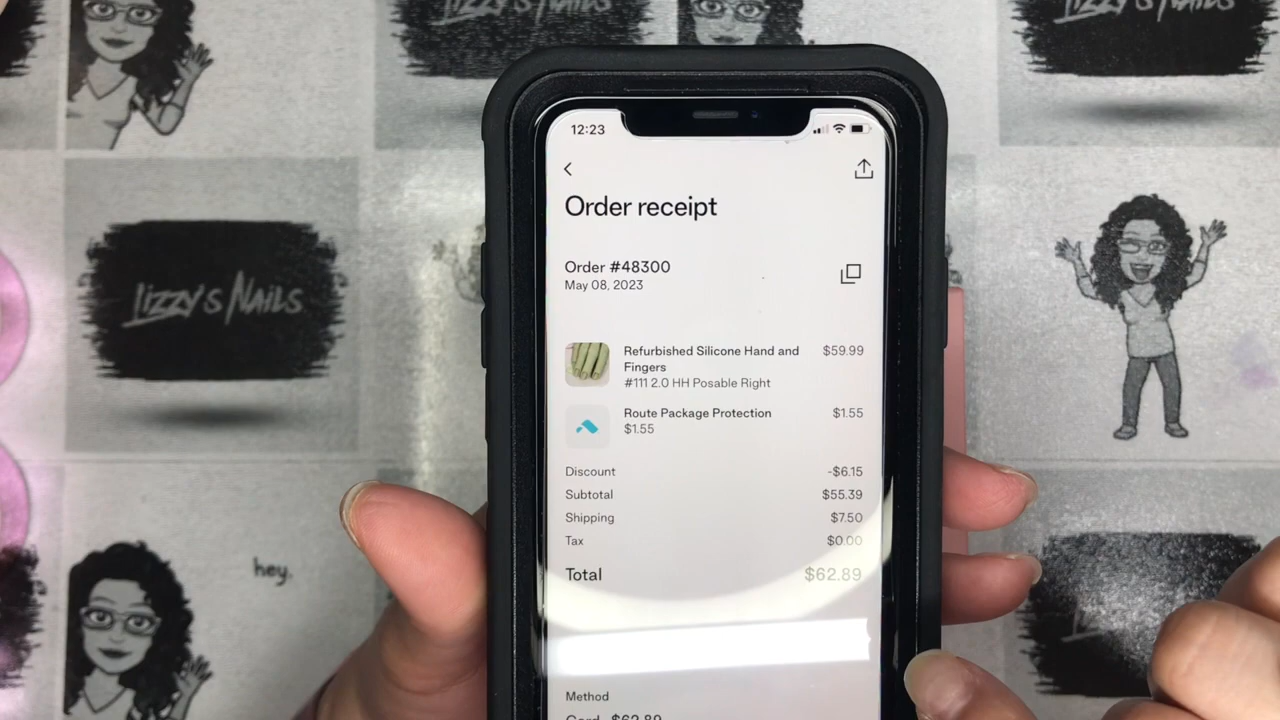 Lizzy's Nails
Lizzy's Nails
12:23
Order receipt
Order #48300
May 08, 2023
Refurbished Silicone Hand and $59.99
Fingers
#111 2.0 HH Posable Right
Route Package Protection $1.55
$1.55
Discount -$6.15
Subtotal $55.39
Shipping $7.50
Tax $0.00
Total $62.89
Method
Card $62.89
Lizzy's Nails
hey.